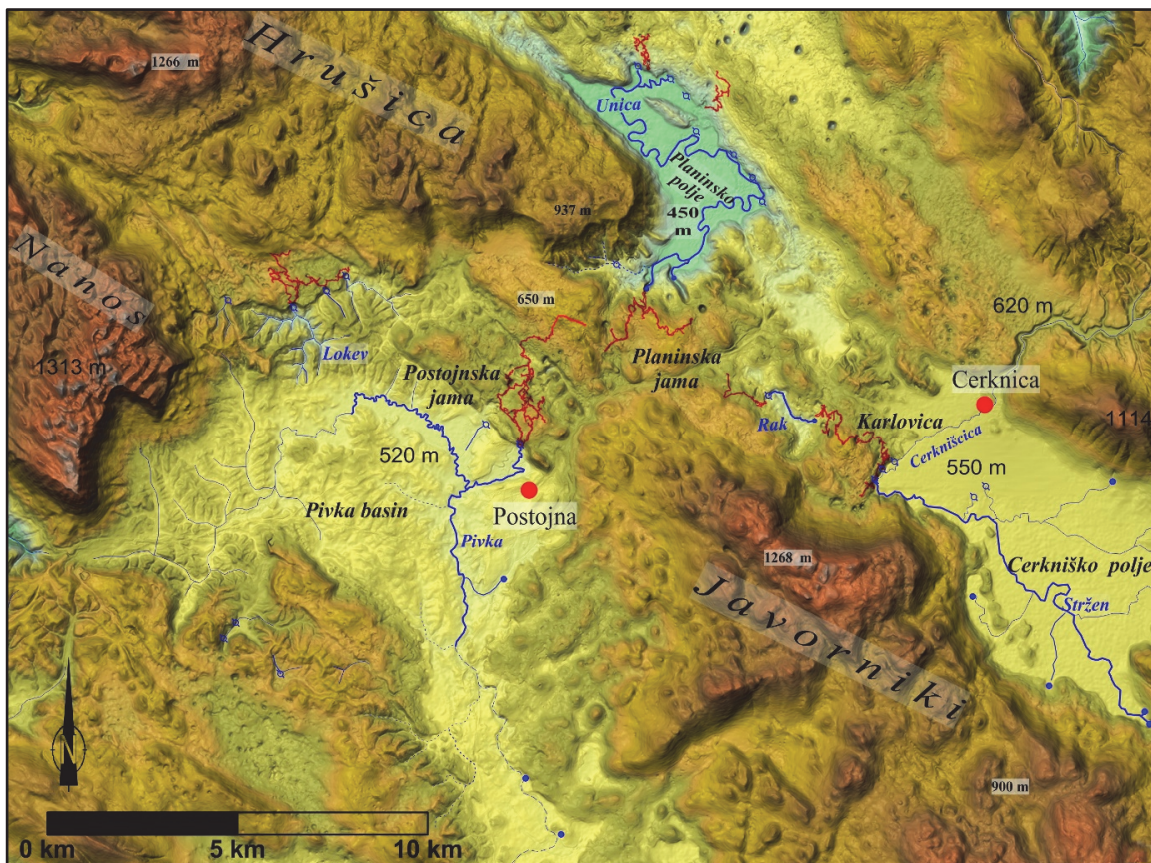 Hrušica
1266 m
Unica
Planinsko
polje
450
m
937 m
Nanos
1313 m
650 m
620 m
Lokev
Postojnska
jama
Planinska
jama
Cerknica
1114
Rak
Karlovica
Cerkniščica
520 m
550 m
Pivka basin
Postojna
Pivka
1268 m
Cerkniško polje
Stržen
Javorniki
N
900 m
0 km
5 km
10 km